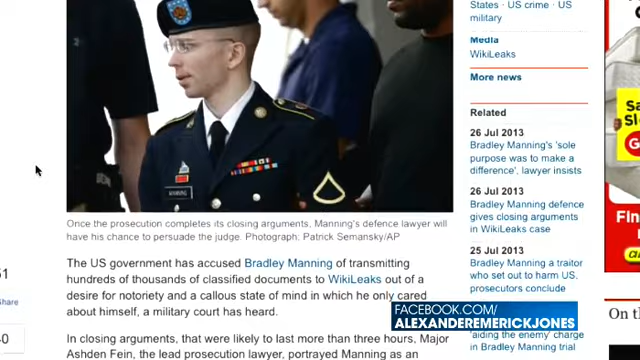 States · US crime · US
military
Media
WikiLeaks
More news
Related
26 Jul 2013
Bradley Manning's 'sole
purpose was to make a
difference', lawyer insists
26 Jul 2013
Bradley Manning defence
gives closing arguments
in WikiLeaks case
25 Jul 2013
Bradley Manning a traitor
who set out to harm US.
prosecutors conclude
'aiding the enemy' charge
in Bradley Manning trial
MANNING
Once the prosecution completes its closing arguments, Manning's defence lawyer will
have his chance to persuade the judge. Photograph: Patrick Semansky/AP
The US government has accused Bradley Manning of transmitting
hundreds of thousands of classified documents to WikiLeaks out of a
desire for notoriety and a callous state of mind in which he only cared
about himself, a military court has heard.
In closing arguments, that were likely to last more than three hours, Major
Ashden Fein, the lead prosecution lawyer, portrayed Manning as an
FACEBOOK.COM/
ALEXANDEREMERICKJONES
51
Share
40
Sa
Sl
G
Fin
a
On th